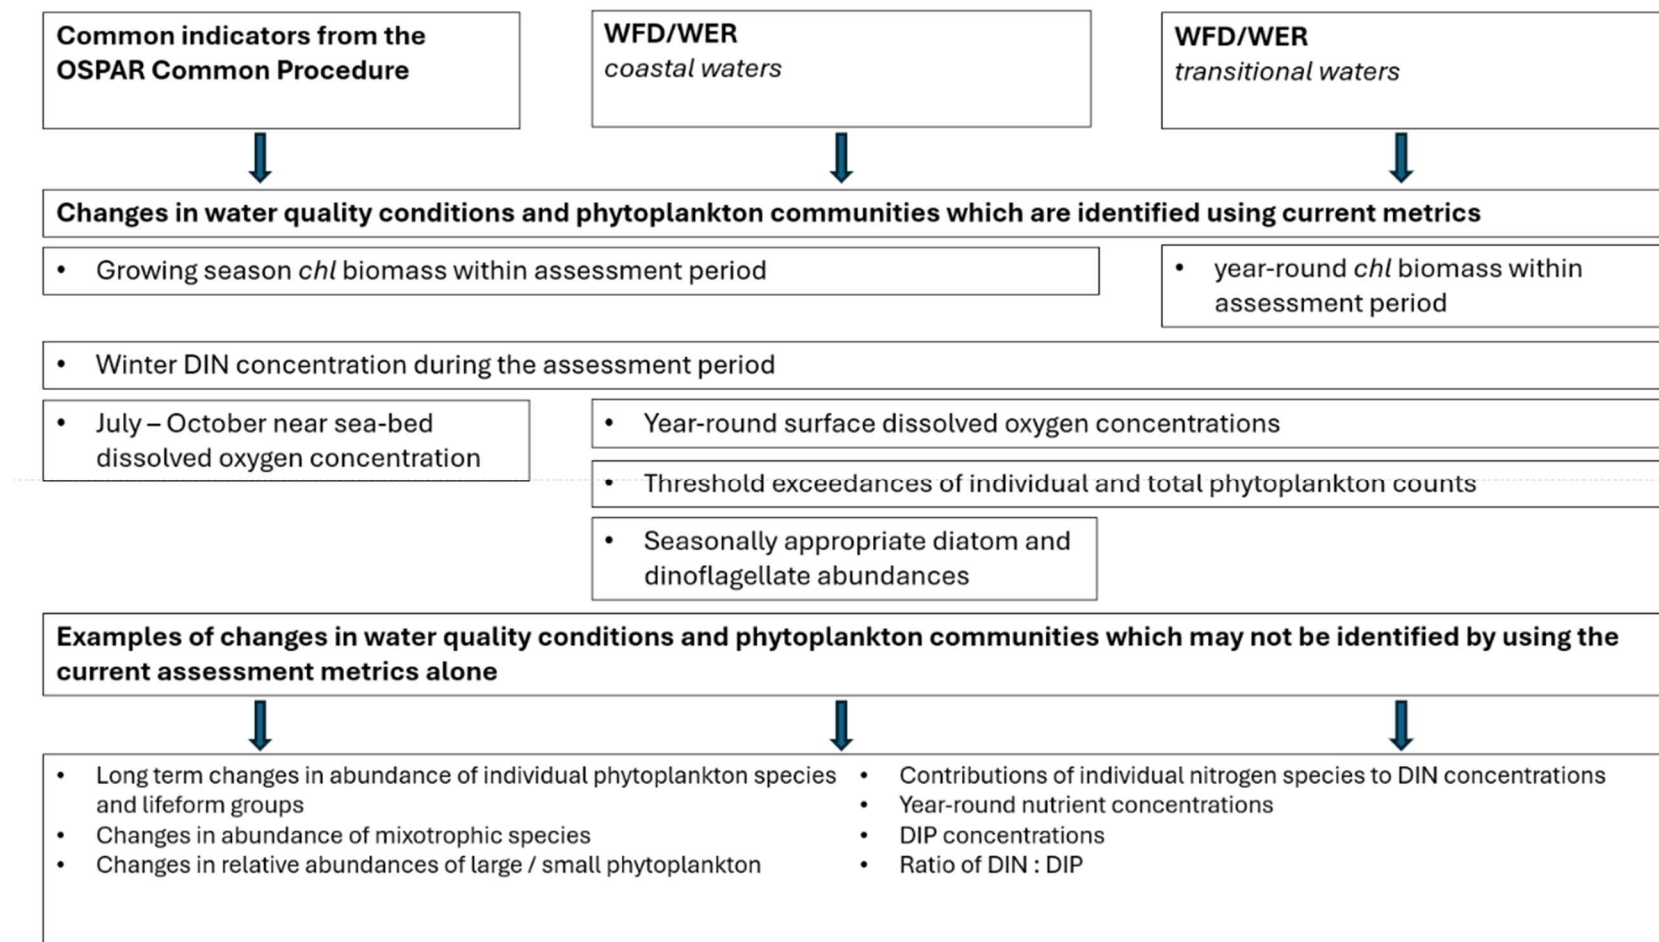 Common indicators from the
OSPAR Common Procedure
WFD/WER
coastal waters
WFD/WER
transitional waters
Changes in water quality conditions and phytoplankton communities which are identified using current metrics
• Growing season chl biomass within assessment period
• year-round chl biomass within
assessment period
• Winter DIN concentration during the assessment period
• July – October near sea-bed
dissolved oxygen concentration
• Year-round surface dissolved oxygen concentrations
• Threshold exceedances of individual and total phytoplankton counts
• Seasonally appropriate diatom and
dinoflagellate abundances
Examples of changes in water quality conditions and phytoplankton communities which may not be identified by using the
current assessment metrics alone
• Long term changes in abundance of individual phytoplankton species
and lifeform groups
• Changes in abundance of mixotrophic species
• Changes in relative abundances of large / small phytoplankton
• Contributions of individual nitrogen species to DIN concentrations
• Year-round nutrient concentrations
• DIP concentrations
• Ratio of DIN : DIP